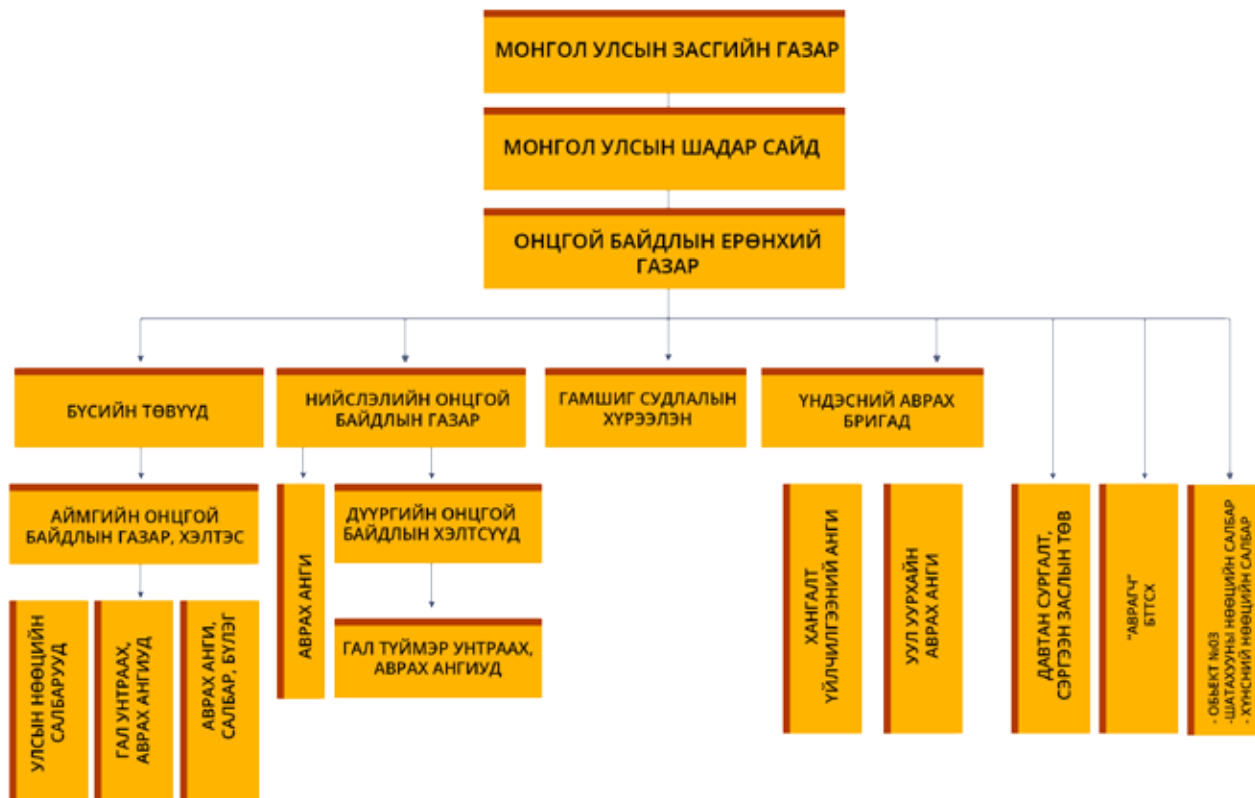 МОНГОЛ УЛСЫН ЗАСГИЙН ГАЗАР
МОНГОЛ УЛСЫН ШАДАР САЙД
ОНЦГОЙ БАЙДЛЫН ЕРӨНХИЙ
ГАЗАР
БҮСИЙН ТӨВҮҮД
НИЙСЛЭЛИЙН ОНЦГОЙ
БАЙДЛЫН ГАЗАР
ГАМШИГ СУДЛАЛЫН
ХҮРЭЭЛЭН
ҮНДЭСНИЙ АВРАХ
БРИГАД
АЙМГИЙН ОНЦГОЙ
БАЙДЛЫН ГАЗАР, ХЭЛТЭС
АВРАХ АНГИ
ДҮҮРГИЙН ОНЦГОЙ
БАЙДЛЫН ХЭЛТСҮҮД
ХАНГАЛТ
ҮЙЛЧИЛГЭЭНИЙ АНГИ
УУЛ УУРХАЙН
АВРАХ АНГИ
ДАВТАН СУРГАЛТ,
СЭРГЭЭН ЗАСЛЫН ТӨВ
"АВРАГЧ"
БТТСХ
- ОБЬЕКТ №03
-ШАТАХУУНЫ НӨӨЦИЙН САЛБАР
- ХҮНСНИЙ НӨӨЦИЙН САЛБАР
УЛСЫН НӨӨЦИЙН
САЛБАРУУД
ГАЛ УНТРААХ,
АВРАХ АНГИУД
АВРАХ АНГИ,
САЛБАР, БҮЛЭГ
ГАЛ ТҮЙМЭР УНТРААХ,
АВРАХ АНГИУД